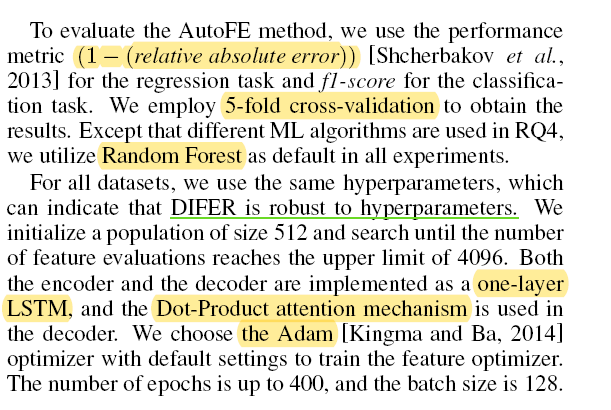 To evaluate the AutoFE method, we use the performance
metric (1 − (relative absolute error)) [Shcherbakov et al.,
2013] for the regression task and f1-score for the classifica-
tion task. We employ 5-fold cross-validation to obtain the
results. Except that different ML algorithms are used in RQ4,
we utilize Random Forest as default in all experiments.
For all datasets, we use the same hyperparameters, which
can indicate that DIFER is robust to hyperparameters. We
initialize a population of size 512 and search until the number
of feature evaluations reaches the upper limit of 4096. Both
the encoder and the decoder are implemented as a one-layer
LSTM, and the Dot-Product attention mechanism is used in
the decoder. We choose the Adam [Kingma and Ba, 2014]
optimizer with default settings to train the feature optimizer.
The number of epochs is up to 400, and the batch size is 128.